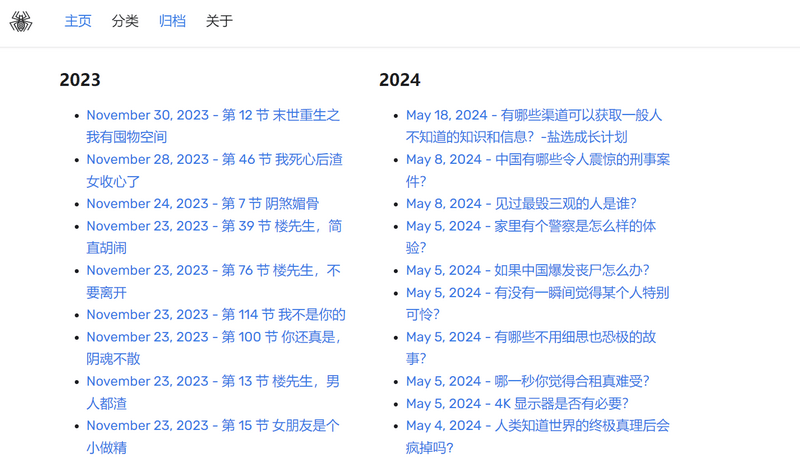 主页 分类 归档 关于
2023
November 30, 2023 - 第 12 节 末世重生之
我有囤物空间
November 28, 2023 - 第 46 节 我死心后渣
女收心了
November 24, 2023 - 第 7 节 阴煞媚骨
November 23, 2023 - 第 39 节 楼先生，简
直胡闹
November 23, 2023 - 第 76 节 楼先生，不
要离开
November 23, 2023 - 第 114 节 我不是你的
November 23, 2023 - 第 100 节 你还真是，
阴魂不散
November 23, 2023 - 第 13 节 楼先生，男
人都渣
November 23, 2023 - 第 15 节 女朋友是个
小做精
2024
May 18, 2024 - 有哪些渠道可以获取一般人
不知道的知识和信息？-盐选成长计划
May 8, 2024 - 中国有哪些令人震惊的刑事案
件？
May 8, 2024 - 见过最毁三观的人是谁？
May 5, 2024 - 家里有个警察是怎么样的体
验？
May 5, 2024 - 如果中国爆发丧尸怎么办？
May 5, 2024 - 有没有一瞬间觉得某个人特别
可怜？
May 5, 2024 - 有哪些不用细思也恐极的故
事？
May 5, 2024 - 哪一秒你觉得合租真难受？
May 5, 2024 - 4K 显示器是否有必要？
May 4, 2024 - 人类知道世界的终极真理后会
疯掉吗？